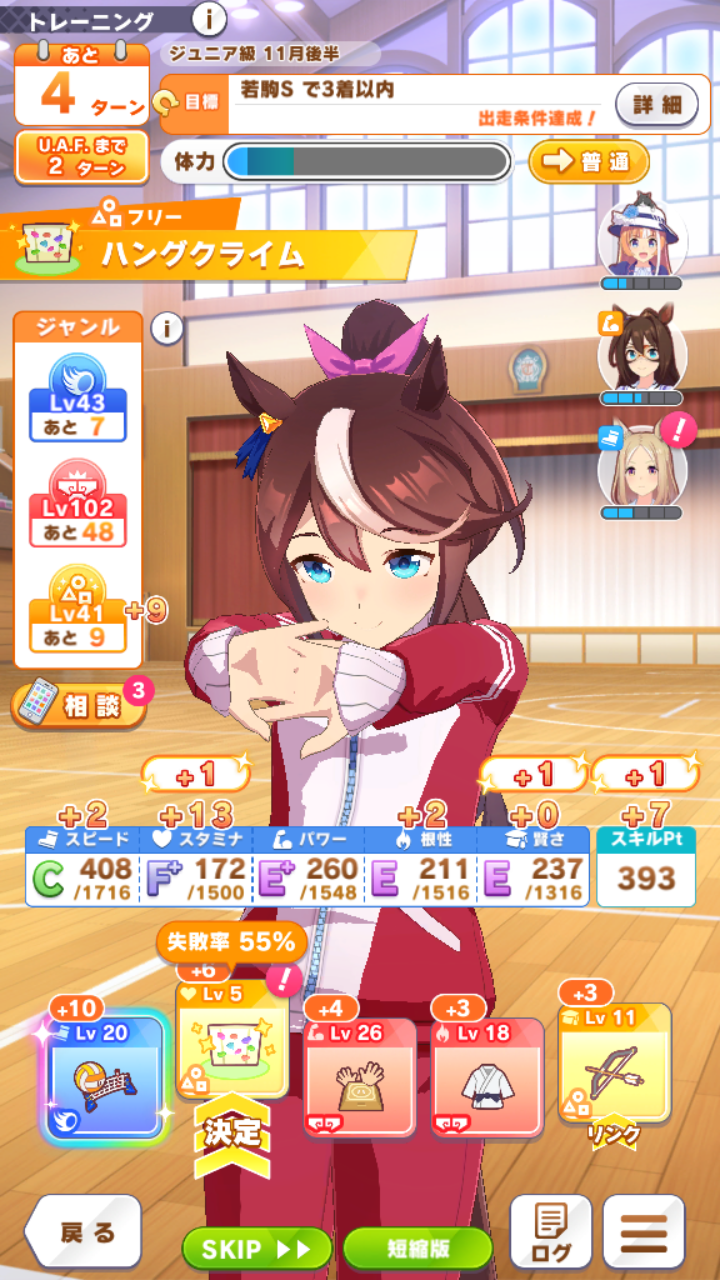 トレーニング
i
ジュニア級 11月後半
あと
4 ターン
目標
若駒S で3着以内
出走条件達成！
詳細
U.A.F.まで
2 ターン
体力
普通
フリー
ハングクライム
ジャンル
i
Lv43
あと 7
Lv102
あと 48
Lv41
+9
あと 9
!
相談
3
+1
+1
+1
+2
+13
+2
+0
+7
スピード
スタミナ
パワー
根性
賢さ
スキルPt
C 408 /1716
F+ 172 /1500
E+ 260 /1548
E 211 /1516
E 237 /1316
393
失敗率 55%
+10
Lv 20
+6
!
Lv 5
+4
Lv 26
+3
Lv 18
+3
Lv 11
決定
リンク
戻る
SKIP
短縮版
ログ